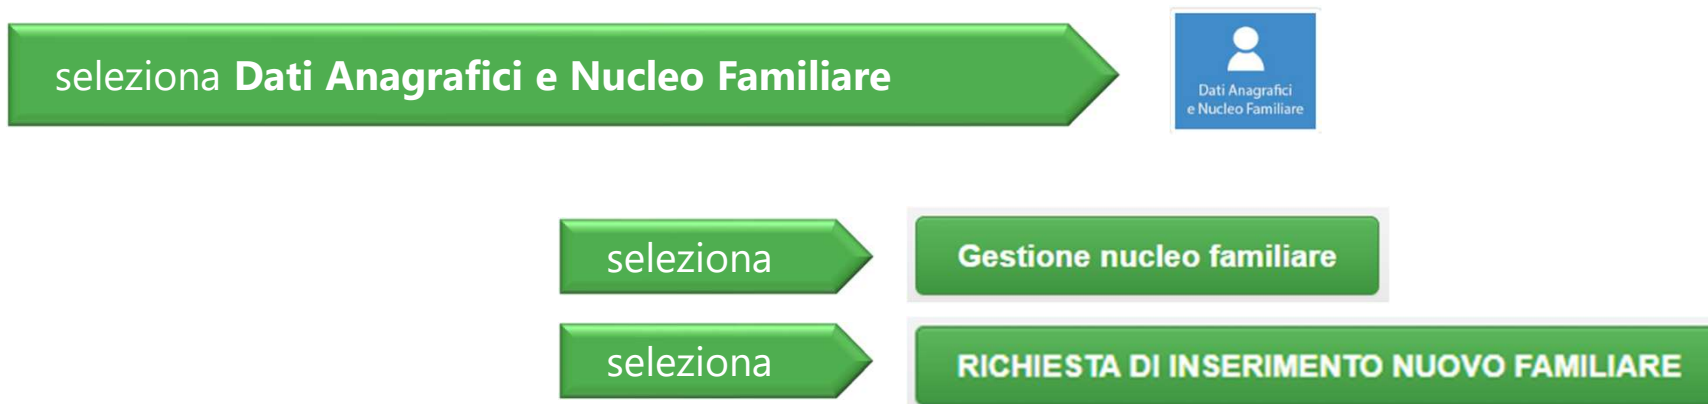 seleziona Dati Anagrafici e Nucleo Familiare
Dati Anagrafici
e Nucleo Familiare
seleziona
Gestione nucleo familiare
seleziona
RICHIESTA DI INSERIMENTO NUOVO FAMILIARE